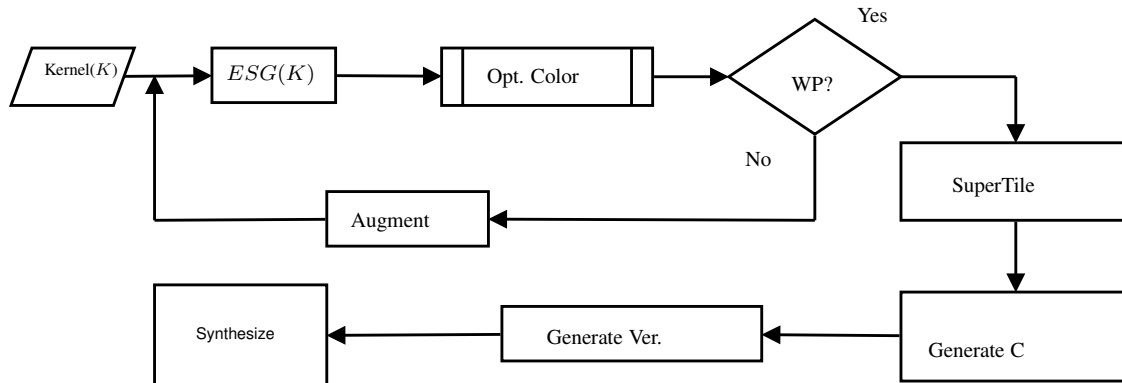 Kernel(K)
ESG(K)
Opt. Color
WP?
Yes
No
SuperTile
Augment
Generate C
Generate Ver.
Synthesize